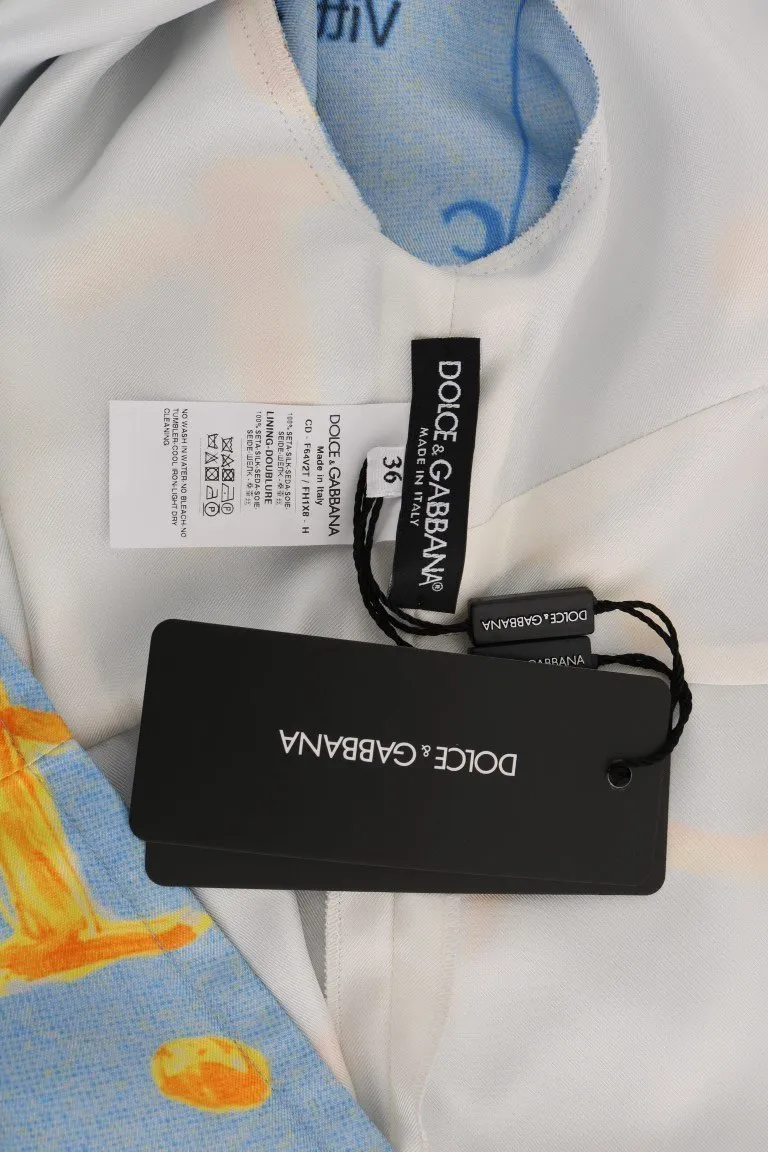 Vitt
DOLCE & GABBANA®
MADE IN ITALY
36
DOLCE & GABBANA
Made in Italy
CD - F64V2T / FH1X8 - H
100% SETA-SILK-SEDA-SOIE-
LINING-DOUBLURE
100% SETA-SILK-SEDA-SOIE-
NO WASH IN WATER-NO BLEACH-NO
TUMBLER-COOL IRON-LIGHT DRY
CLEANING
DOLCE & GABBANA
GABBANA
DOLCE & GABBANA